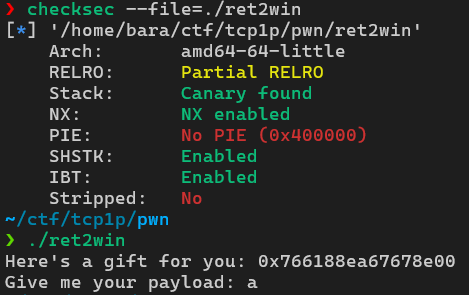 ❯ checksec --file=./ret2win
[*] '/home/bara/ctf/tcp1p/pwn/ret2win'
    Arch:       amd64-64-little
    RELRO:      Partial RELRO
    Stack:      Canary found
    NX:         NX enabled
    PIE:        No PIE (0x400000)
    SHSTK:      Enabled
    IBT:        Enabled
    Stripped:   No
~/ctf/tcp1p/pwn
❯ ./ret2win
Here's a gift for you: 0x766188ea67678e00
Give me your payload: a